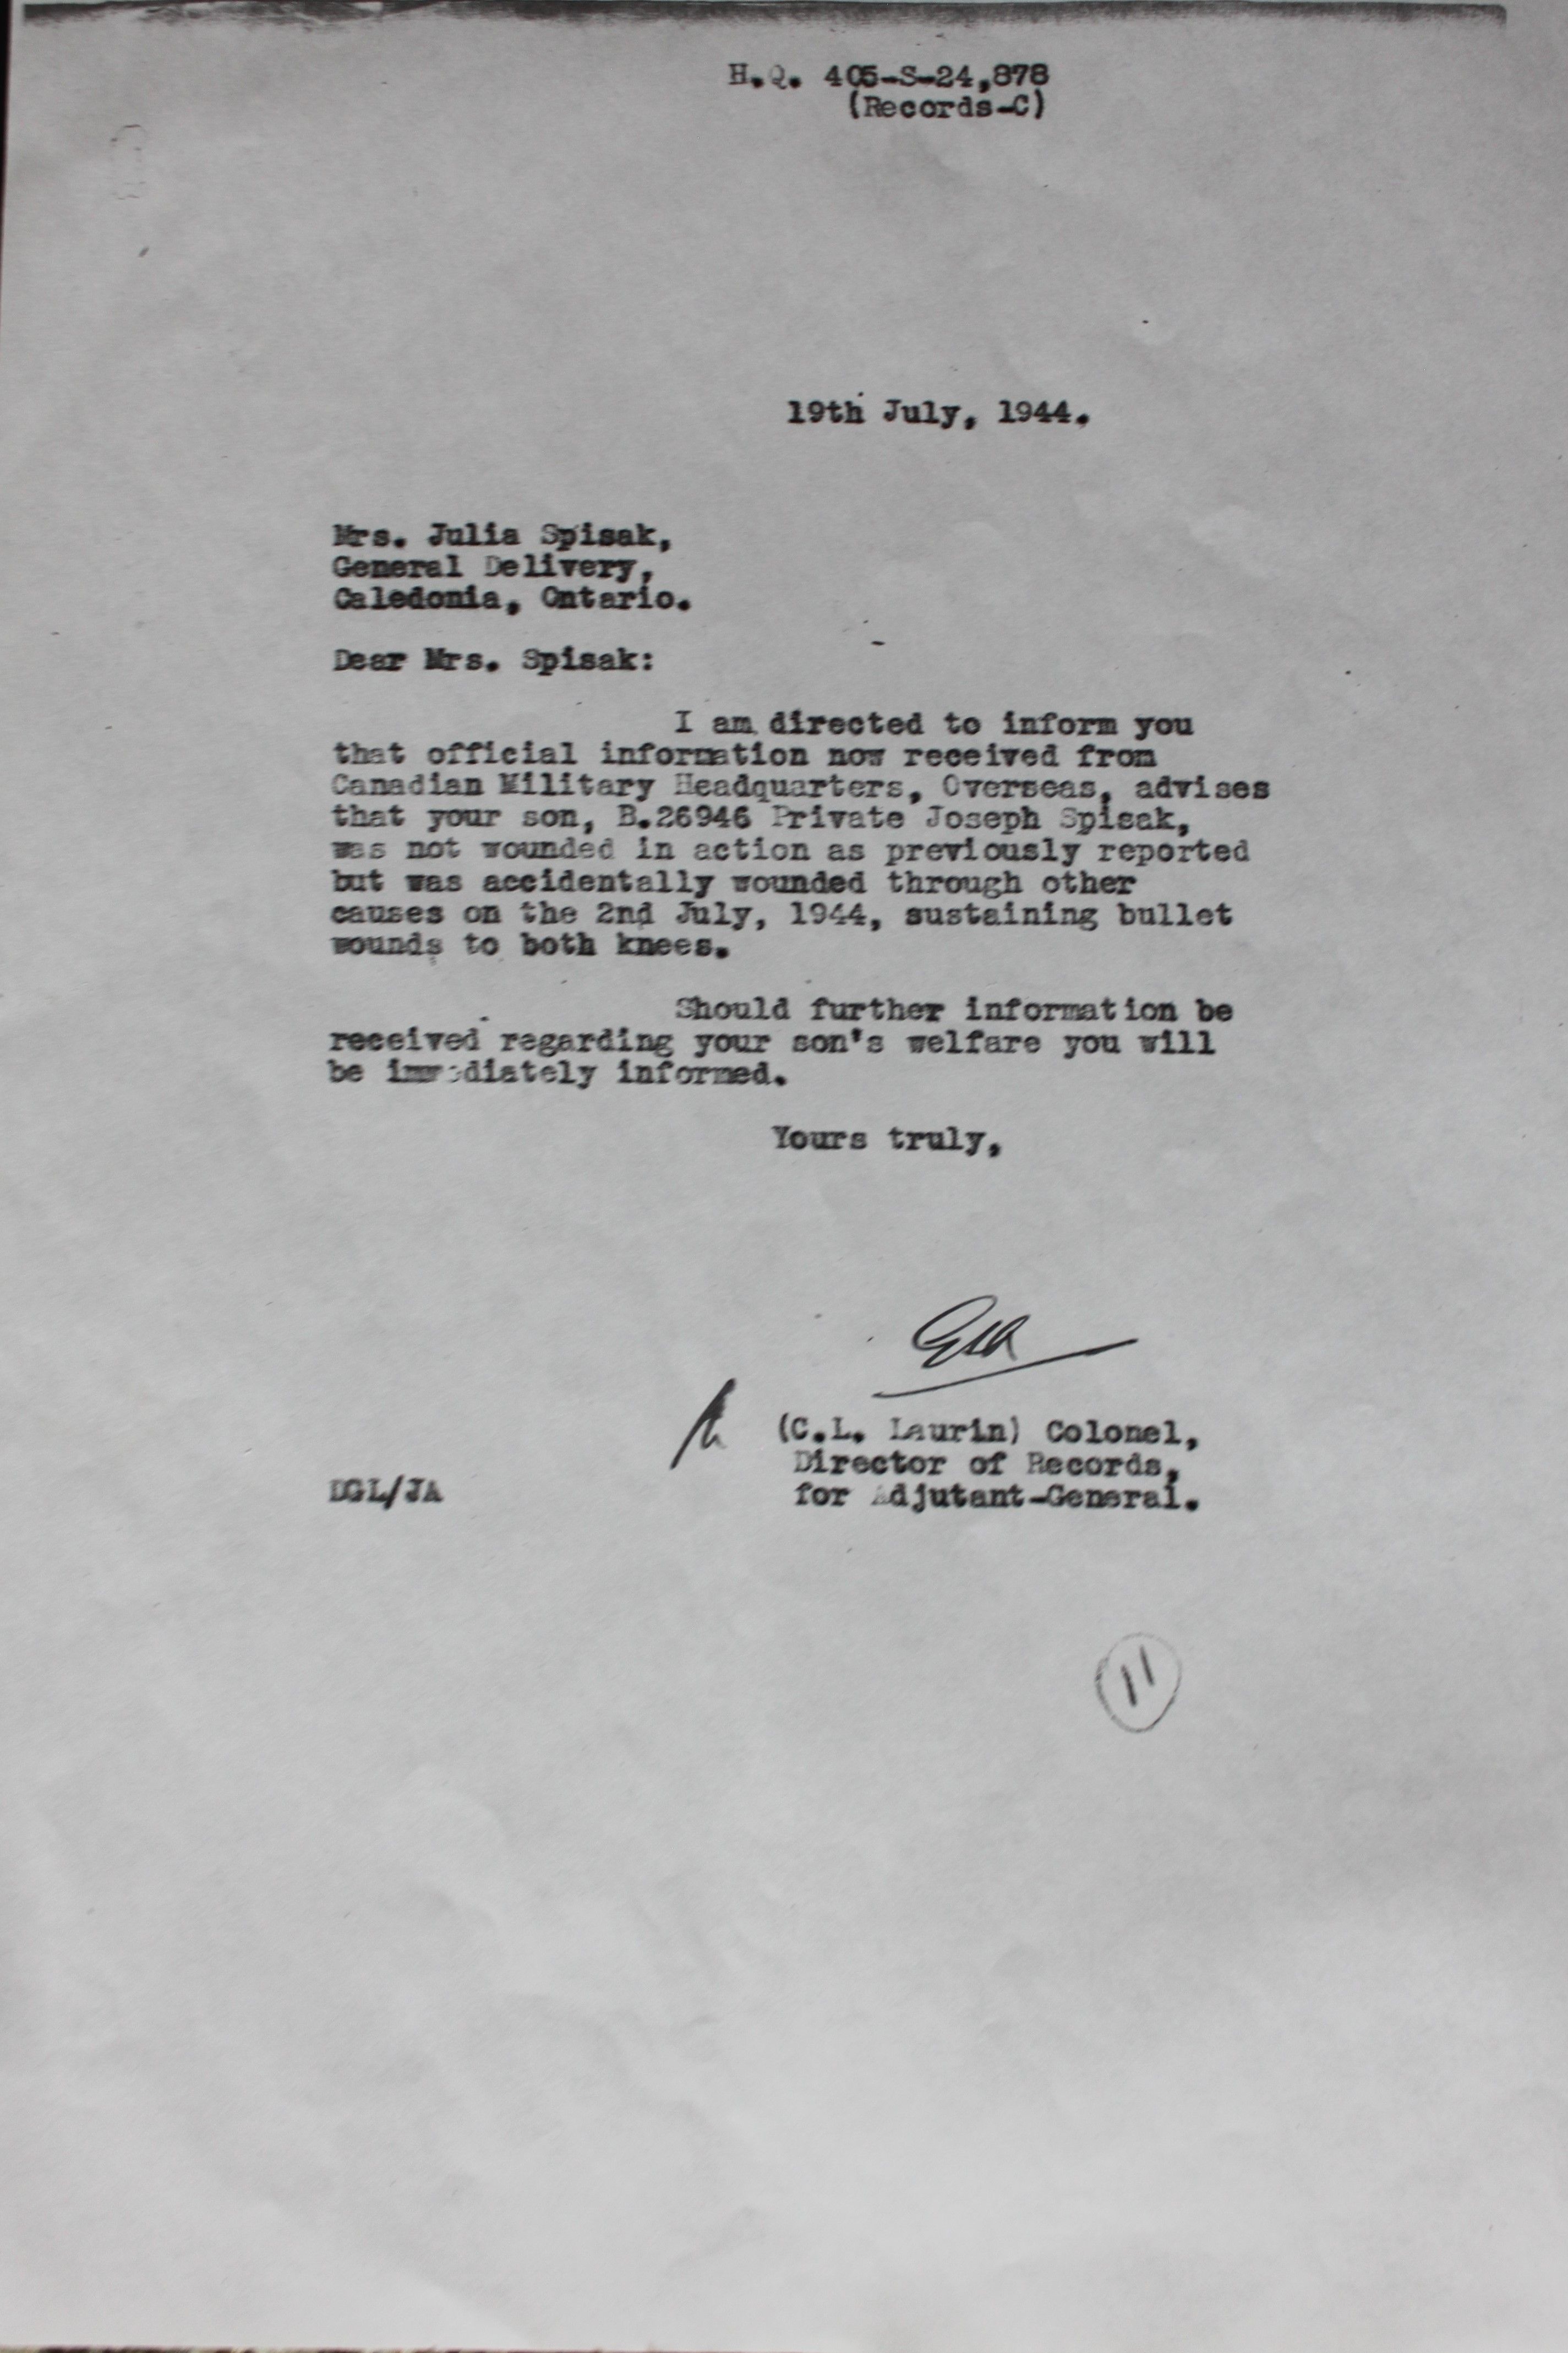 H.Q. 405-S-24,878
(Records-C)
19th July, 1944.
Mrs. Julia Spisak,
General Delivery,
Caledonia, Ontario.
Dear Mrs. Spisak:
I am directed to inform you
that official information now received from
Canadian Military Headquarters, Overseas, advises
that your son, B.26946 Private Joseph Spisak,
was not wounded in action as previously reported
but was accidentally wounded through other
causes on the 2nd July, 1944, sustaining bullet
wounds to both knees.
Should further information be
received regarding your son's welfare you will
be immediately informed.
Yours truly,
(C.L. Laurin) Colonel,
Director of Records,
DGL/JA for Adjutant-General.
11